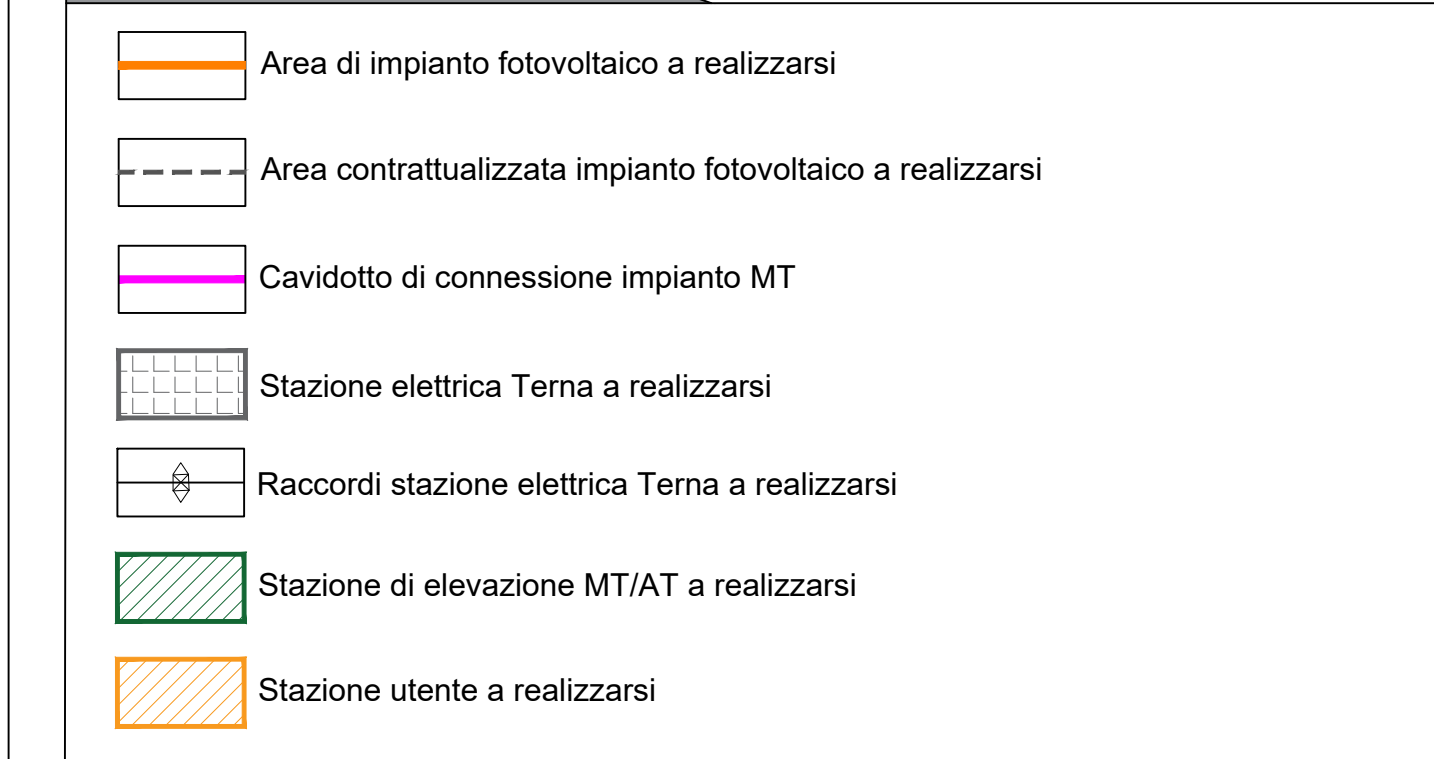 Area di impianto fotovoltaico a realizzarsi
Area contrattualizzata impianto fotovoltaico a realizzarsi
Cavidotto di connessione impianto MT
Stazione elettrica Terna a realizzarsi
Raccordi stazione elettrica Terna a realizzarsi
Stazione di elevazione MT/AT a realizzarsi
Stazione utente a realizzarsi